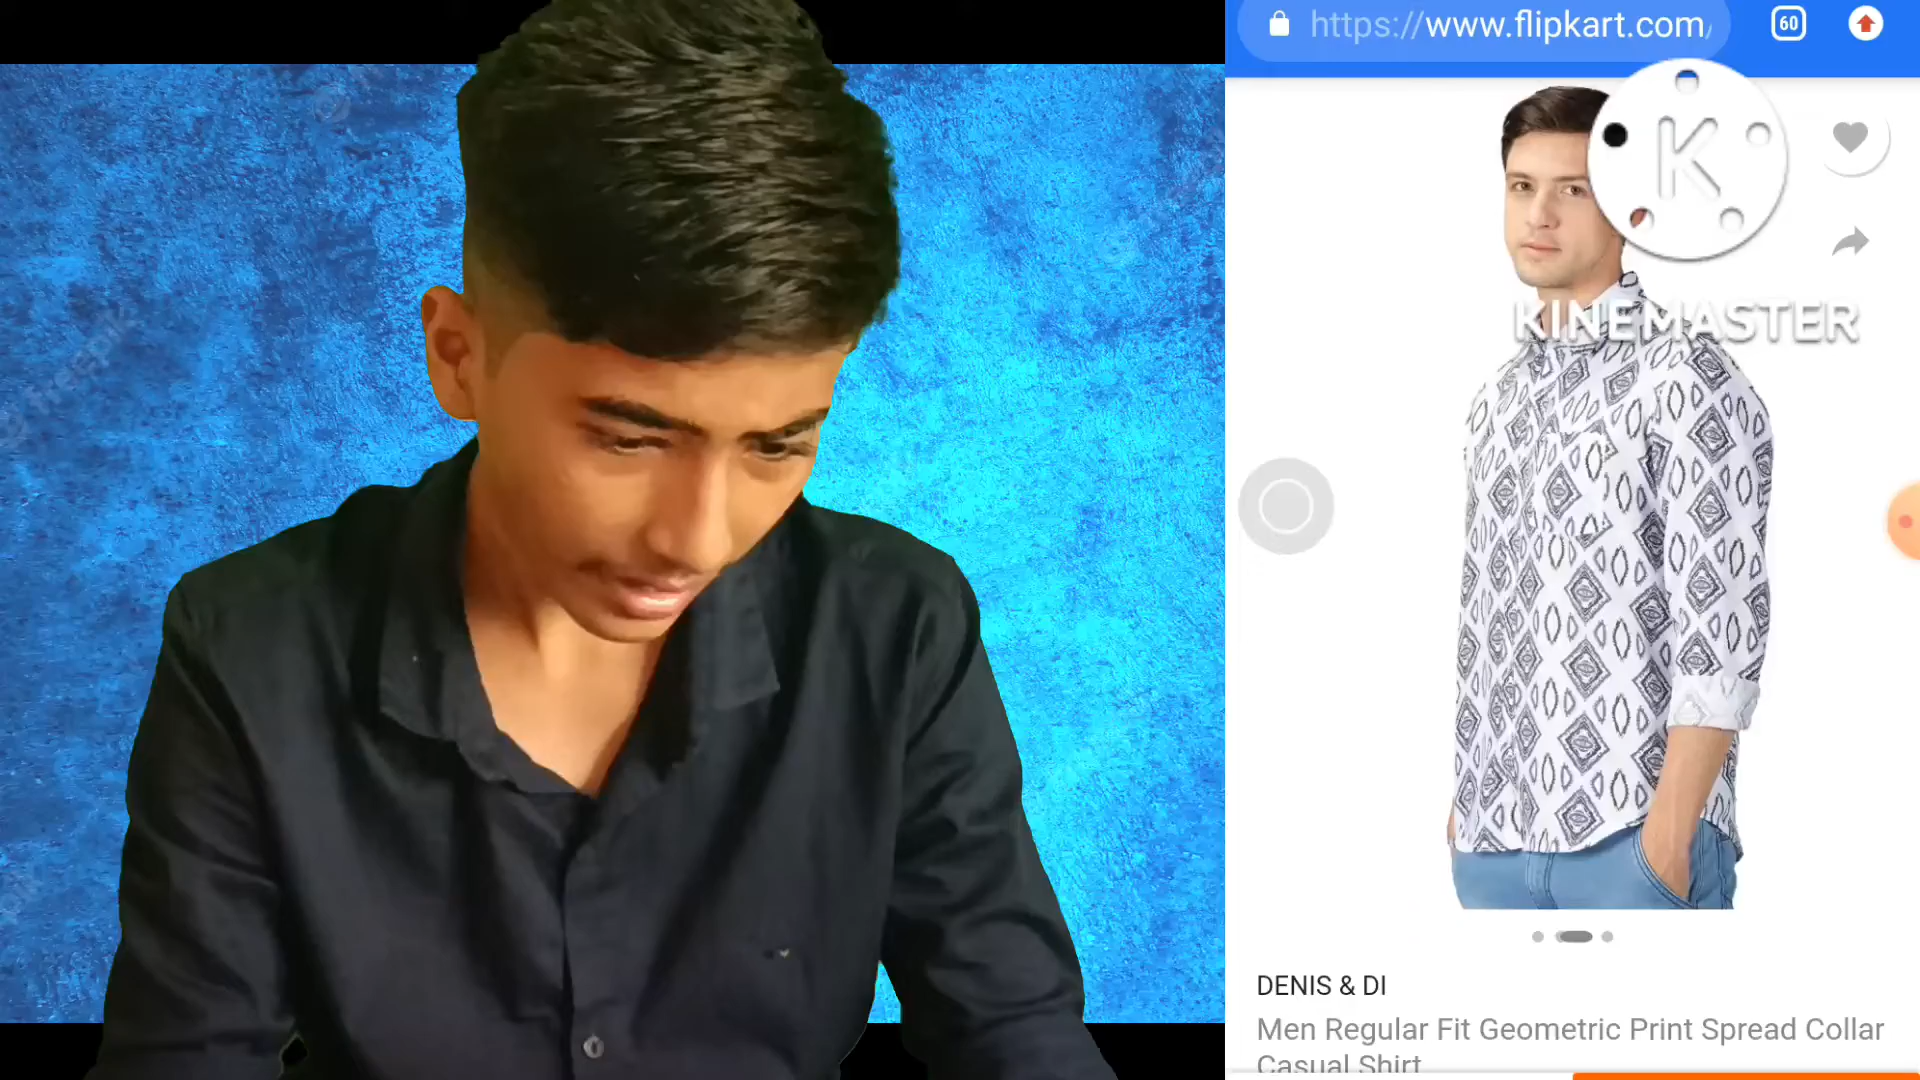 https://www.flipkart.com/
60
K
KINEMASTER
DENIS & DI
Men Regular Fit Geometric Print Spread Collar
Casual Shirt